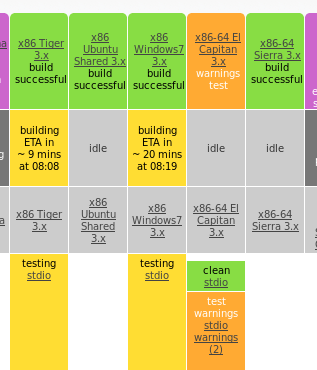 x86 Tiger
3.x
build
successful
x86
Ubuntu
Shared 3.x
build
successful
x86
Windows7
3.x
build
successful
x86-64 El
Capitan
3.x
warnings
test
x86-64
Sierra 3.x
build
successful
building
ETA in
~ 9 mins
at 08:08
idle
building
ETA in
~ 20 mins
at 08:19
idle
idle
x86 Tiger
3.x
x86
Ubuntu
Shared
3.x
x86
Windows7
3.x
x86-64 El
Capitan
3.x
x86-64
Sierra 3.x
testing
stdio
testing
stdio
clean
stdio
test
warnings
stdio
warnings
(2)